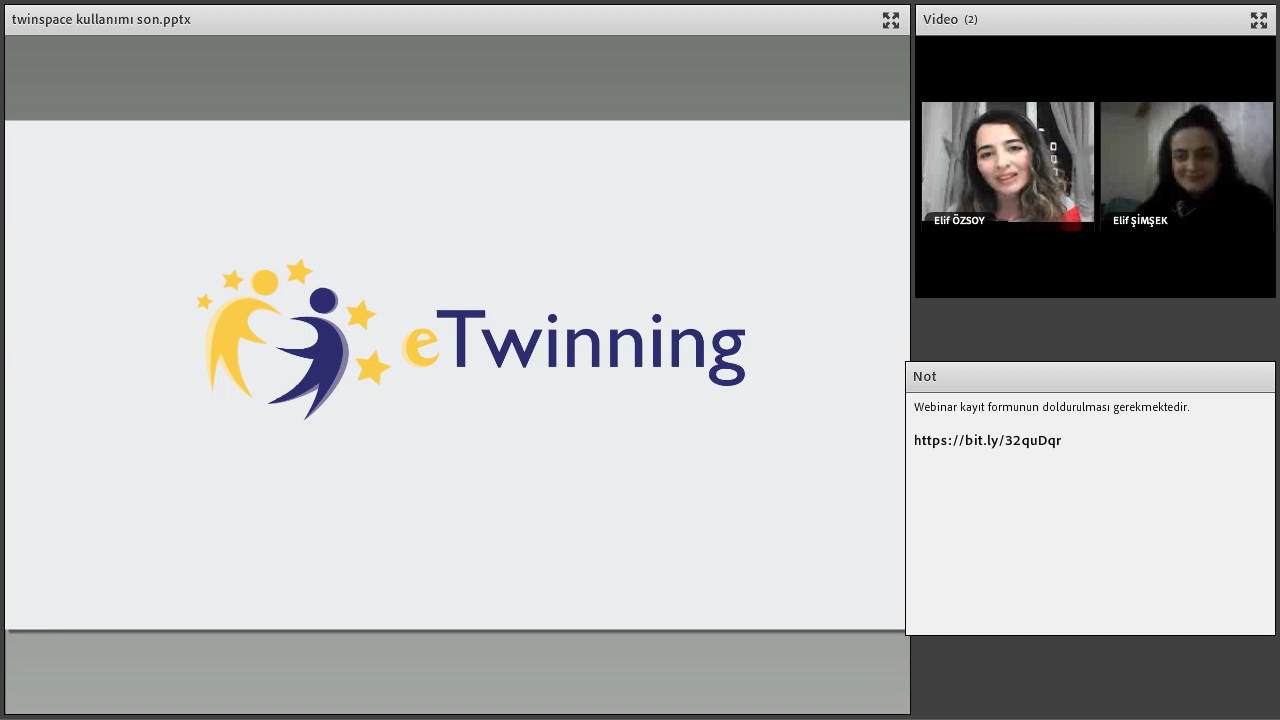 twinspace kullanımı son.pptx
eTwinning
Video (2)
Elif ÖZSOY
Elif ŞİMŞEK
Not
Webinar kayıt formunun doldurulması gerekmektedir.
https://bit.ly/32quDqr